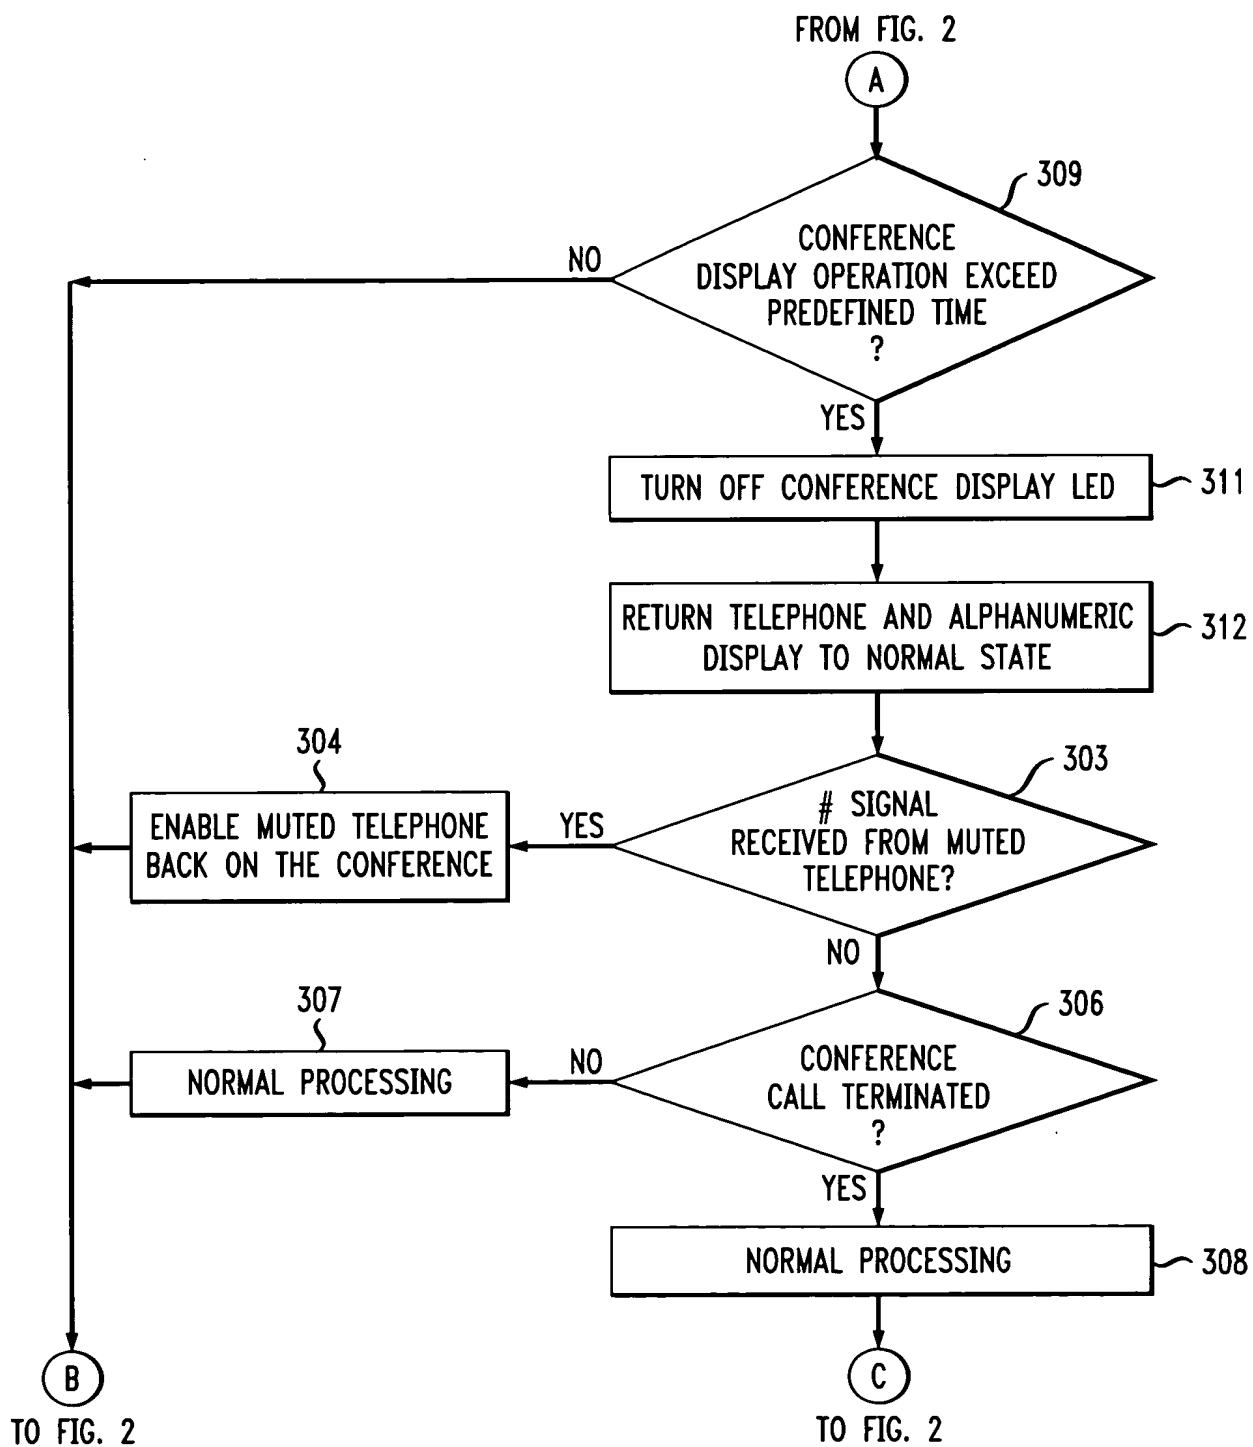 FROM FIG. 2
A
309
CONFERENCE
DISPLAY OPERATION EXCEED
PREDEFINED TIME
?
NO
YES
TURN OFF CONFERENCE DISPLAY LED
311
RETURN TELEPHONE AND ALPHANUMERIC
DISPLAY TO NORMAL STATE
312
303
# SIGNAL
RECEIVED FROM MUTED
TELEPHONE?
YES
304
ENABLE MUTED TELEPHONE
BACK ON THE CONFERENCE
NO
306
CONFERENCE
CALL TERMINATED
?
NO
307
NORMAL PROCESSING
YES
NORMAL PROCESSING
308
B
TO FIG. 2
C
TO FIG. 2